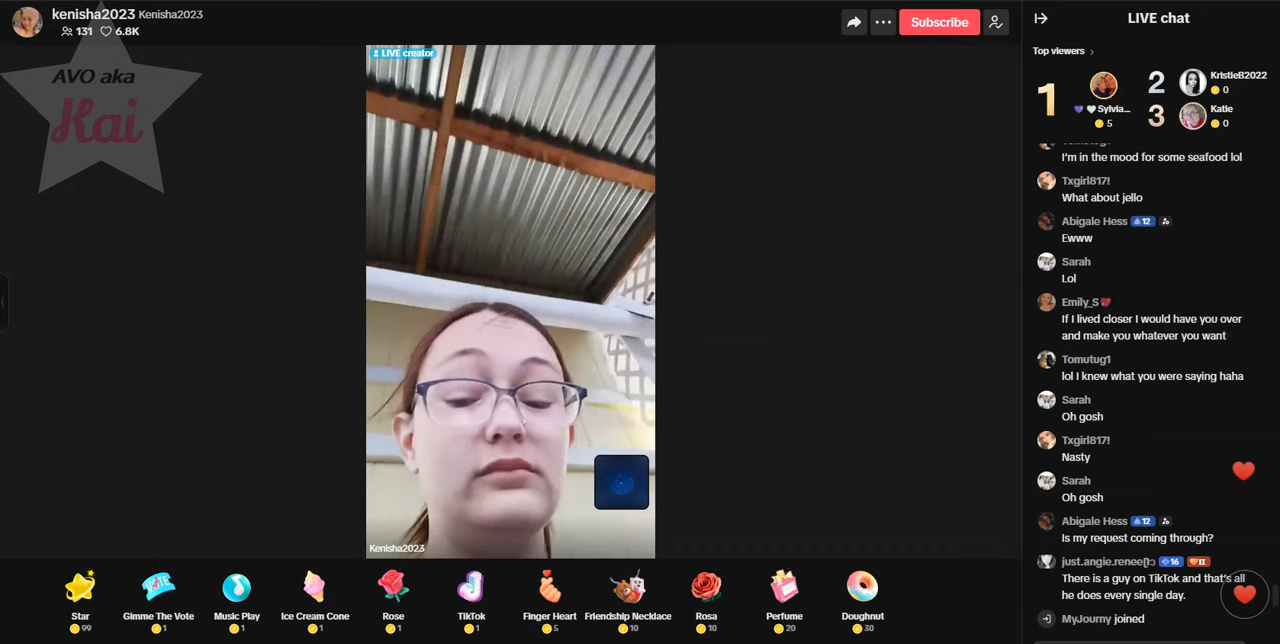 kenisha2023 Kenisha2023
131 6.8K
Subscribe
AVO aka
Kai
LIVE creator
Kenisha2023
Star
99
Gimme The Vote
1
Music Play
1
Ice Cream Cone
1
Rose
1
TikTok
1
Finger Heart
5
Friendship Necklace
10
Rosa
10
Perfume
20
Doughnut
30
LIVE chat
Top viewers
1
Sylvia...
5
2
KristieB2022
0
3
Katie
0
Tomutug1
I'm in the mood for some seafood lol
Txgirl817!
What about jello
Abigale Hess 12
Ewww
Sarah
Lol
Emily_S
If I lived closer I would have you over
and make you whatever you want
Tomutug1
lol I knew what you were saying haha
Sarah
Oh gosh
Txgirl817!
Nasty
Sarah
Oh gosh
Abigale Hess 12
Is my request coming through?
just.angie.renee 16 II
There is a guy on TikTok and that's all
he does every single day.
MyJourny joined